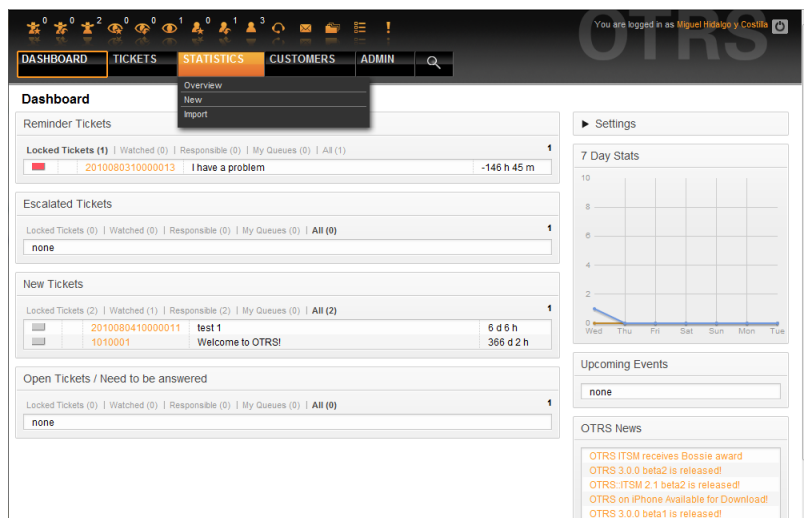 0 0 2 0 0 1 0 1 3
You are logged in as Miguel Hidalgo y Costilla
OTRS
DASHBOARD TICKETS STATISTICS CUSTOMERS ADMIN
Overview
New
Import
Dashboard
Reminder Tickets
Locked Tickets (1) | Watched (0) | Responsible (0) | My Queues (0) | All (1) 1
2010080310000013 I have a problem -146 h 45 m
Escalated Tickets
Locked Tickets (0) | Watched (0) | Responsible (0) | My Queues (0) | All (0) 1
none
New Tickets
Locked Tickets (2) | Watched (1) | Responsible (2) | My Queues (0) | All (2) 1
2010080410000011 test 1 6 d 6 h
1010001 Welcome to OTRS! 366 d 2 h
Open Tickets / Need to be answered
Locked Tickets (0) | Watched (0) | Responsible (0) | My Queues (0) | All (0) 1
none
Settings
7 Day Stats
10
8
6
4
2
0
Wed Thu Fri Sat Sun Mon Tue
Upcoming Events
none
OTRS News
OTRS ITSM receives Bossie award
OTRS 3.0.0 beta2 is released!
OTRS::ITSM 2.1 beta2 is released!
OTRS on iPhone Available for Download!
OTRS 3.0.0 beta1 is released!